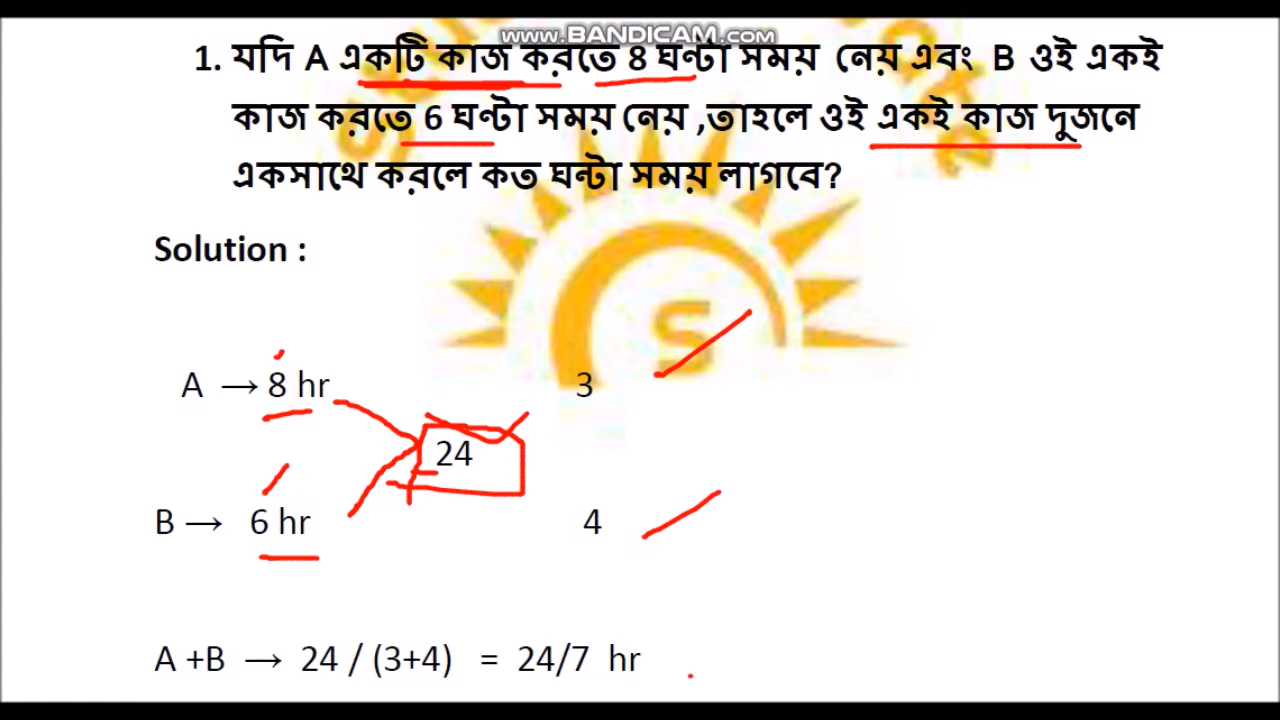 www.BANDICAM.com
1. যদি A একটি কাজ করতে 8 ঘন্টা সময় নেয় এবং B ওই একই
কাজ করতে 6 ঘণ্টা সময় নেয় ,তাহলে ওই একই কাজ দুজনে
একসাথে করলে কত ঘন্টা সময় লাগবে?
Solution :
S
A → 8 hr 3
24
B → 6 hr 4
A +B → 24 / (3+4) = 24/7 hr